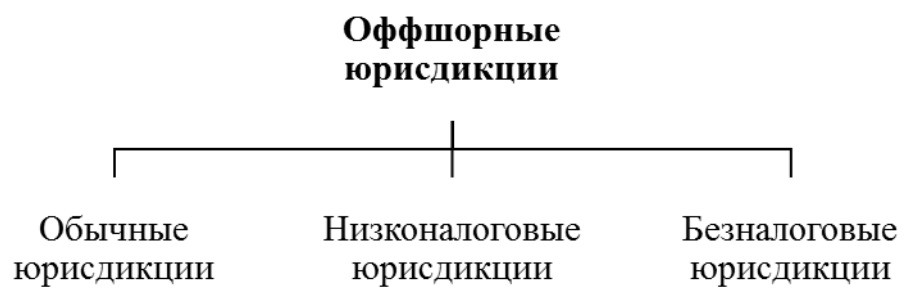 Оффшорные
юрисдикции
Обычные
юрисдикции
Низконалоговые
юрисдикции
Безналоговые
юрисдикции